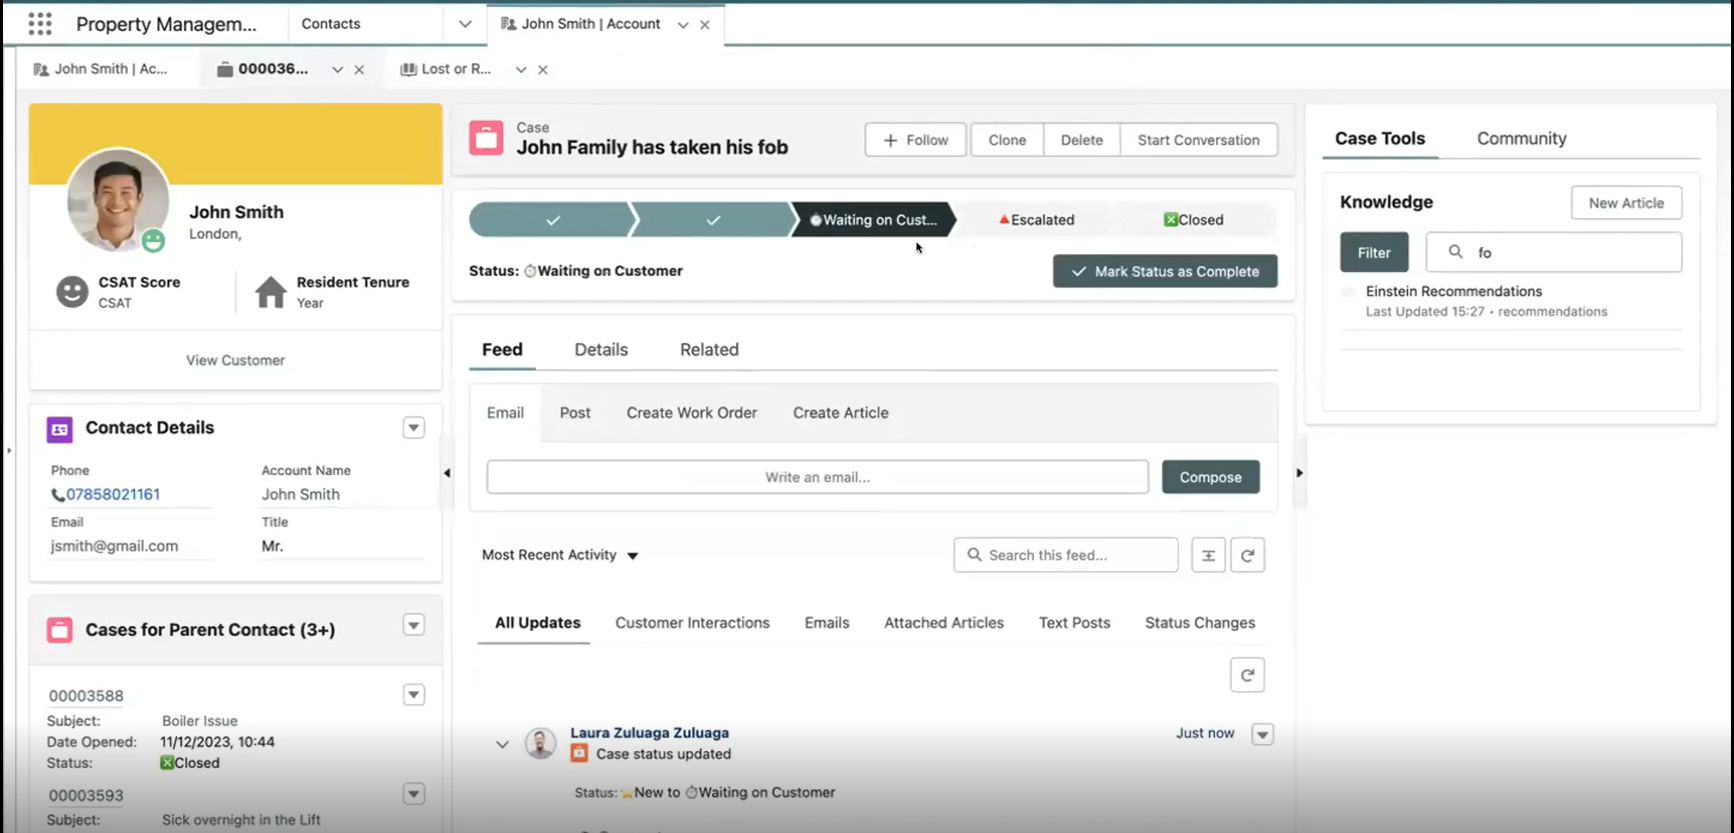 Property Managem...
Contacts
John Smith | Account
John Smith | Ac...
000036...
Lost or R...
John Smith
London,
CSAT Score
CSAT
Resident Tenure
Year
View Customer
Contact Details
Phone
Account Name
07858021161
John Smith
Email
Title
jsmith@gmail.com
Mr.
Cases for Parent Contact (3+)
00003588
Subject: Boiler Issue
Date Opened: 11/12/2023, 10:44
Status: Closed
00003593
Subject: Sick overnight in the Lift
Case
John Family has taken his fob
Follow
Clone
Delete
Start Conversation
Waiting on Cust...
Escalated
Closed
Status: Waiting on Customer
Mark Status as Complete
Feed
Details
Related
Email
Post
Create Work Order
Create Article
Write an email...
Compose
Most Recent Activity
Search this feed...
All Updates
Customer Interactions
Emails
Attached Articles
Text Posts
Status Changes
Laura Zuluaga Zuluaga
Just now
Case status updated
Status: New to Waiting on Customer
Case Tools
Community
Knowledge
New Article
Filter
fo
Einstein Recommendations
Last Updated 15:27 • recommendations